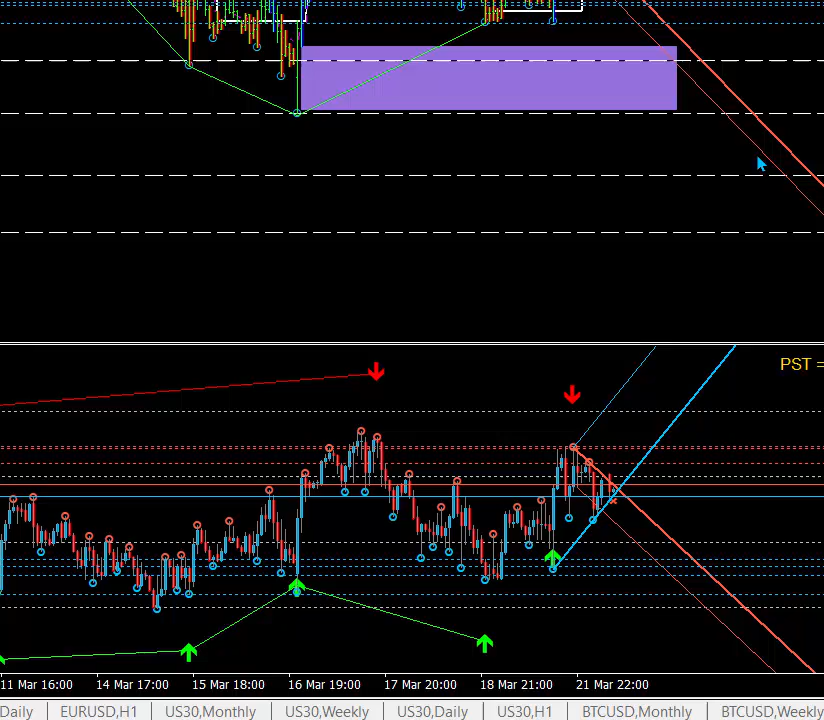 PST =
11 Mar 16:00 14 Mar 17:00 15 Mar 18:00 16 Mar 19:00 17 Mar 20:00 18 Mar 21:00 21 Mar 22:00
Daily EURUSD,H1 US30,Monthly US30,Weekly US30,Daily US30,H1 BTCUSD,Monthly BTCUSD,Weekly